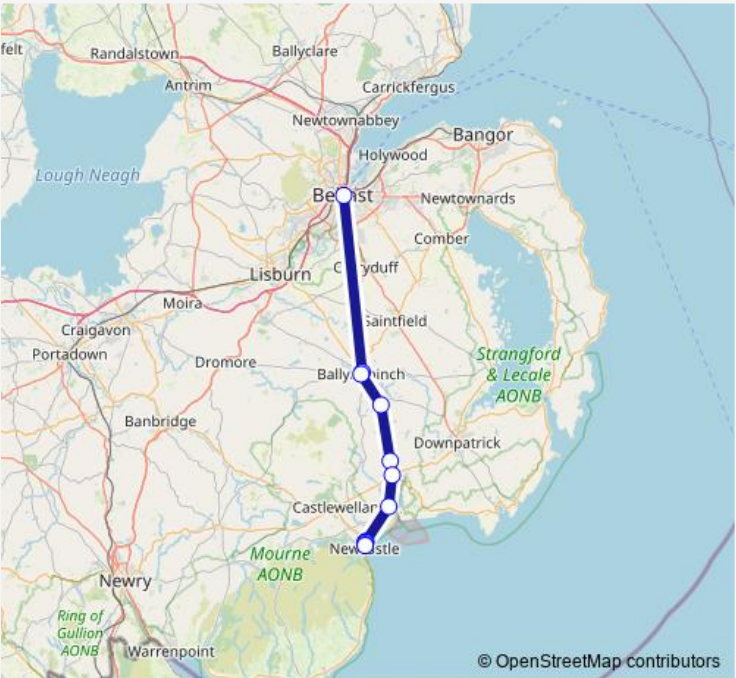 felt
Randalstown
Ballyclare
Antrim
Carrickfergus
Newtownabbey
Bangor
Holywood
Lough Neagh
Newtownards
Comber
Lisburn
Moira
Saintfield
Craigavon
Portadown
Dromore
Strangford
& Lecale
AONB
Banbridge
Downpatrick
Castlewellan
Mourne
AONB
Newry
Ring of
Gullion
AONB
Warrenpoint
© OpenStreetMap contributors